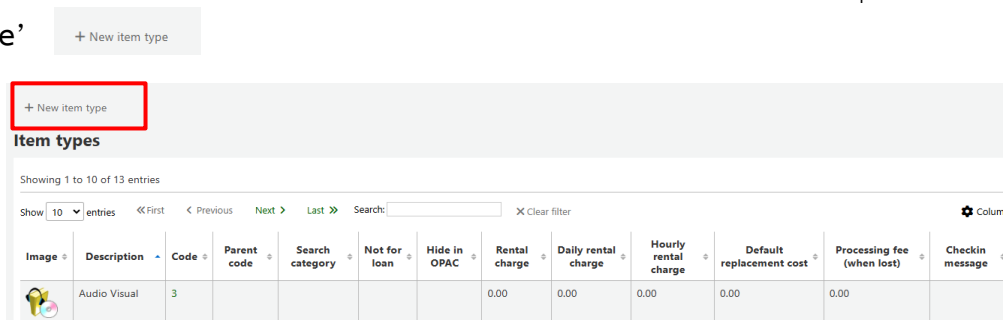 e’ + New item type
+ New item type
Item types
Showing 1 to 10 of 13 entries
Show 10 entries First Previous Next Last Search: Clear filter Colum
Image Description Code Parent code Search category Not for loan Hide in OPAC Rental charge Daily rental charge Hourly rental charge Default replacement cost Processing fee (when lost) Checkin message
Audio Visual 3 0.00 0.00 0.00 0.00 0.00